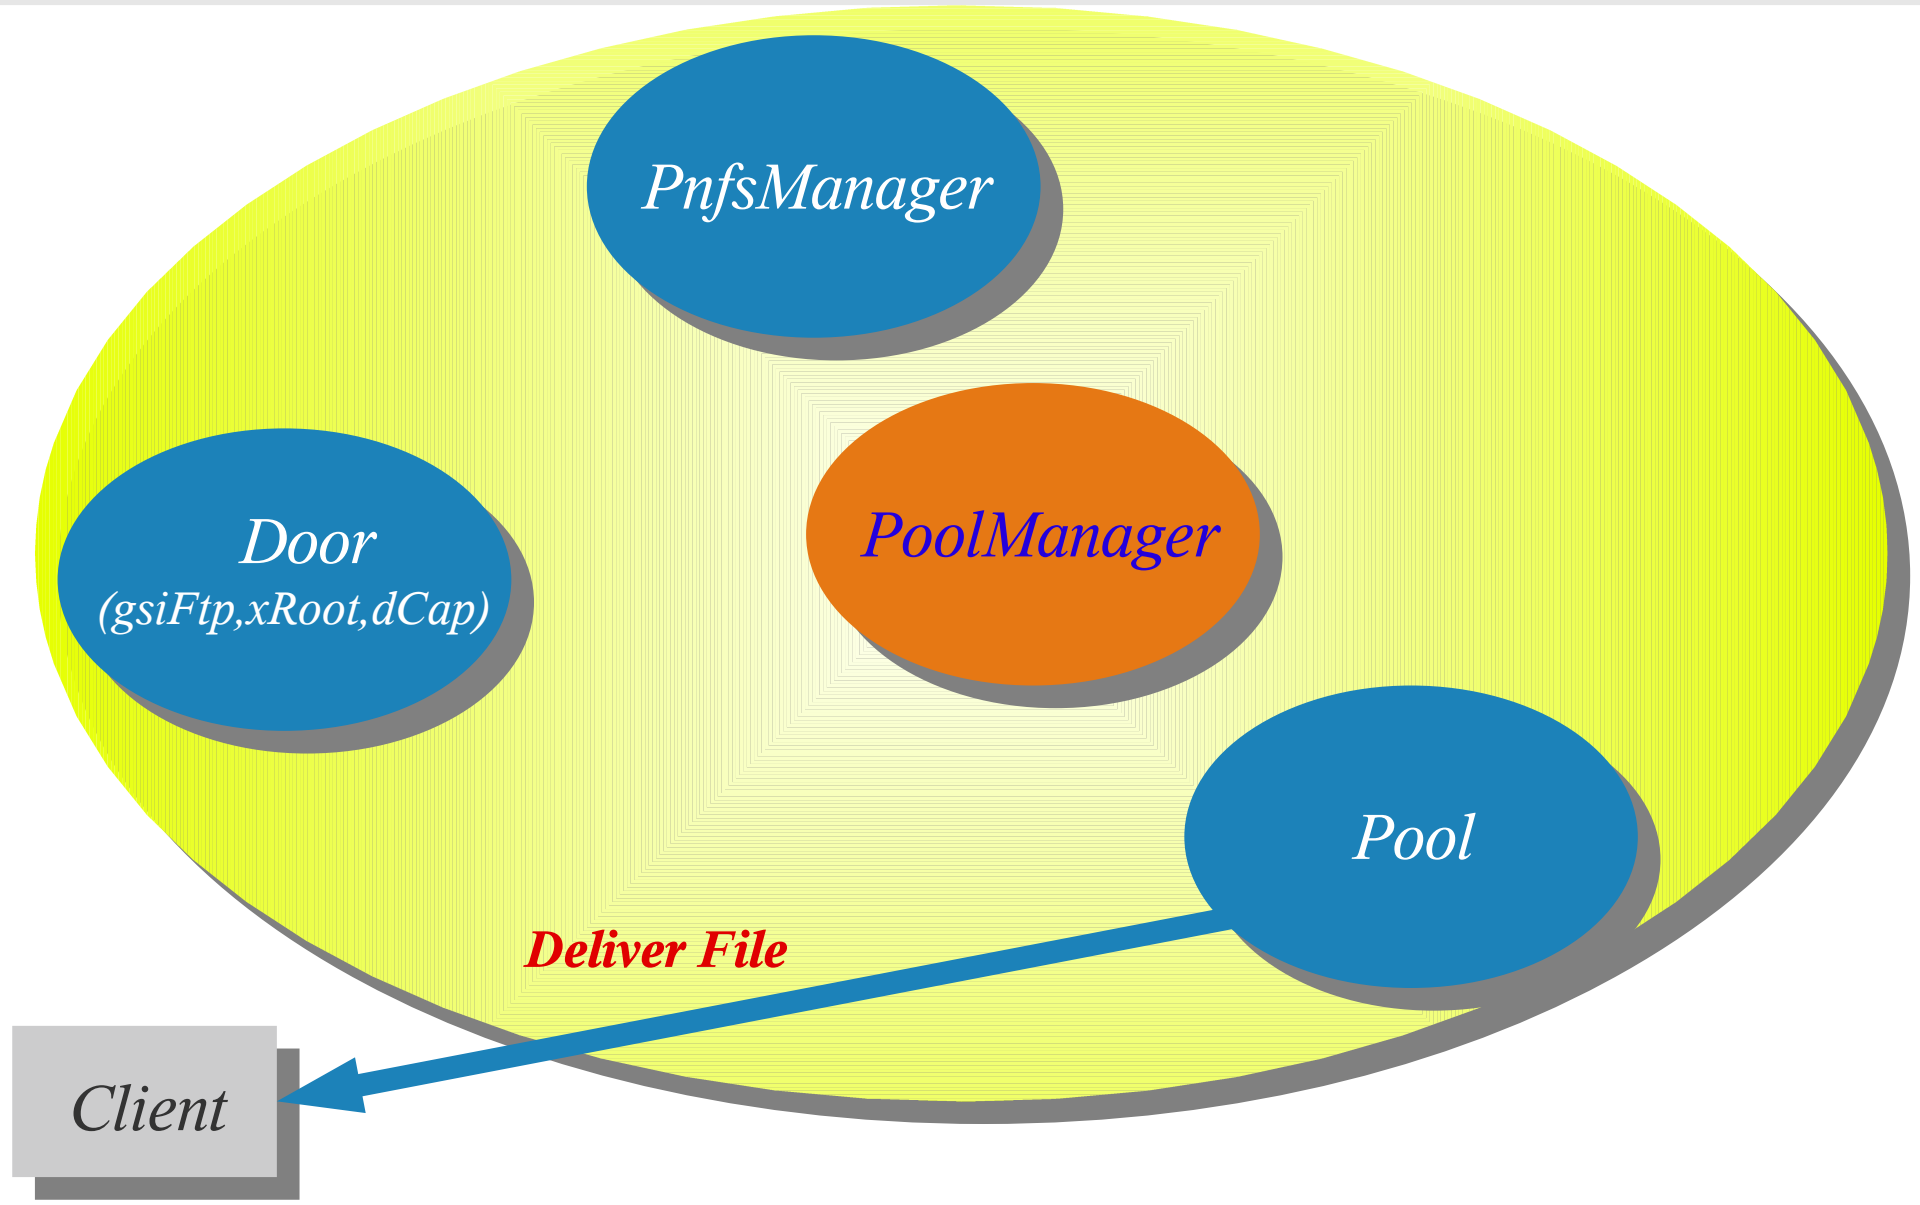 PnfsManager
PoolManager
Door
(gsiFtp,xRoot,dCap)
Pool
Deliver File
Client